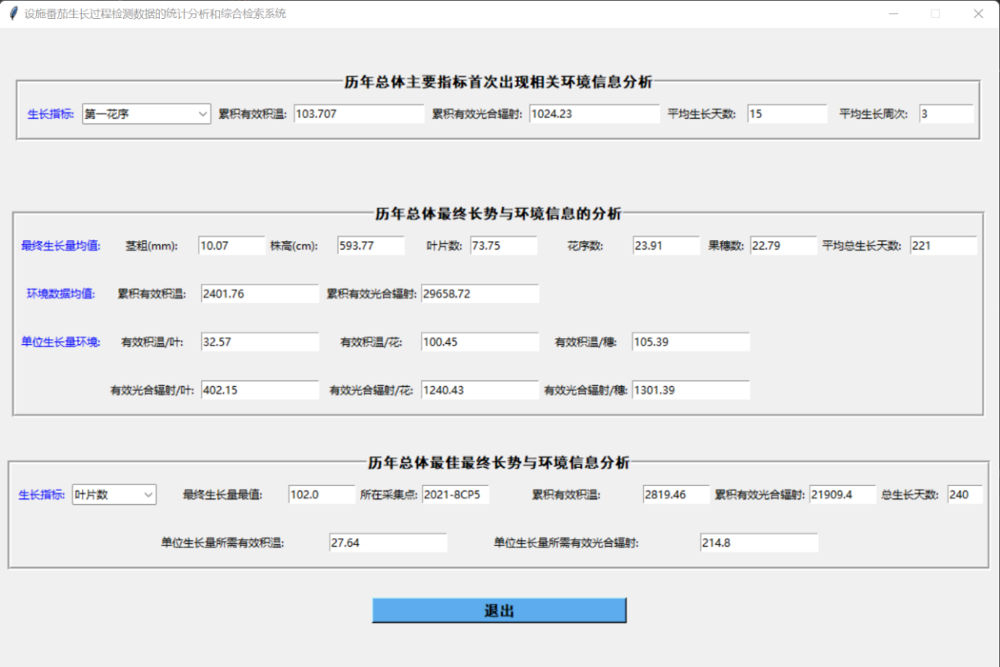 设施番茄生长过程检测数据的统计分析和综合检索系统
历年总体主要指标首次出现相关环境信息分析
生长指标: 第一花序 累积有效积温: 103.707 累积有效光合辐射: 1024.23 平均生长天数: 15 平均生长周次: 3
历年总体最终长势与环境信息的分析
最终生长量均值: 茎粗(mm): 10.07 株高(cm): 593.77 叶片数: 73.75 花序数: 23.91 果穗数: 22.79 平均总生长天数: 221
环境数据均值: 累积有效积温: 2401.76 累积有效光合辐射: 29658.72
单位生长量环境: 有效积温/叶: 32.57 有效积温/花: 100.45 有效积温/穗: 105.39
有效光合辐射/叶: 402.15 有效光合辐射/花: 1240.43 有效光合辐射/穗: 1301.39
历年总体最佳最终长势与环境信息分析
生长指标: 叶片数 最终生长量最值: 102.0 所在采集点: 2021-8CP5 累积有效积温: 2819.46 累积有效光合辐射: 21909.4 总生长天数: 240
单位生长量所需有效积温: 27.64 单位生长量所需有效光合辐射: 214.8
退出